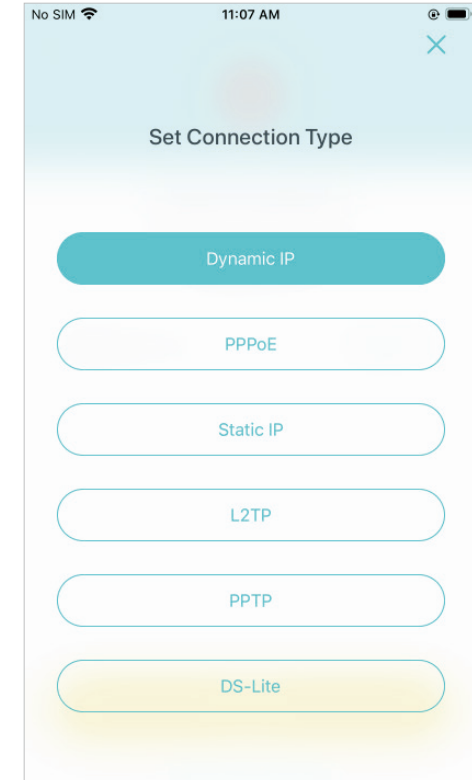 No SIM 11:07 AM
Set Connection Type
Dynamic IP
PPPoE
Static IP
L2TP
PPTP
DS-Lite